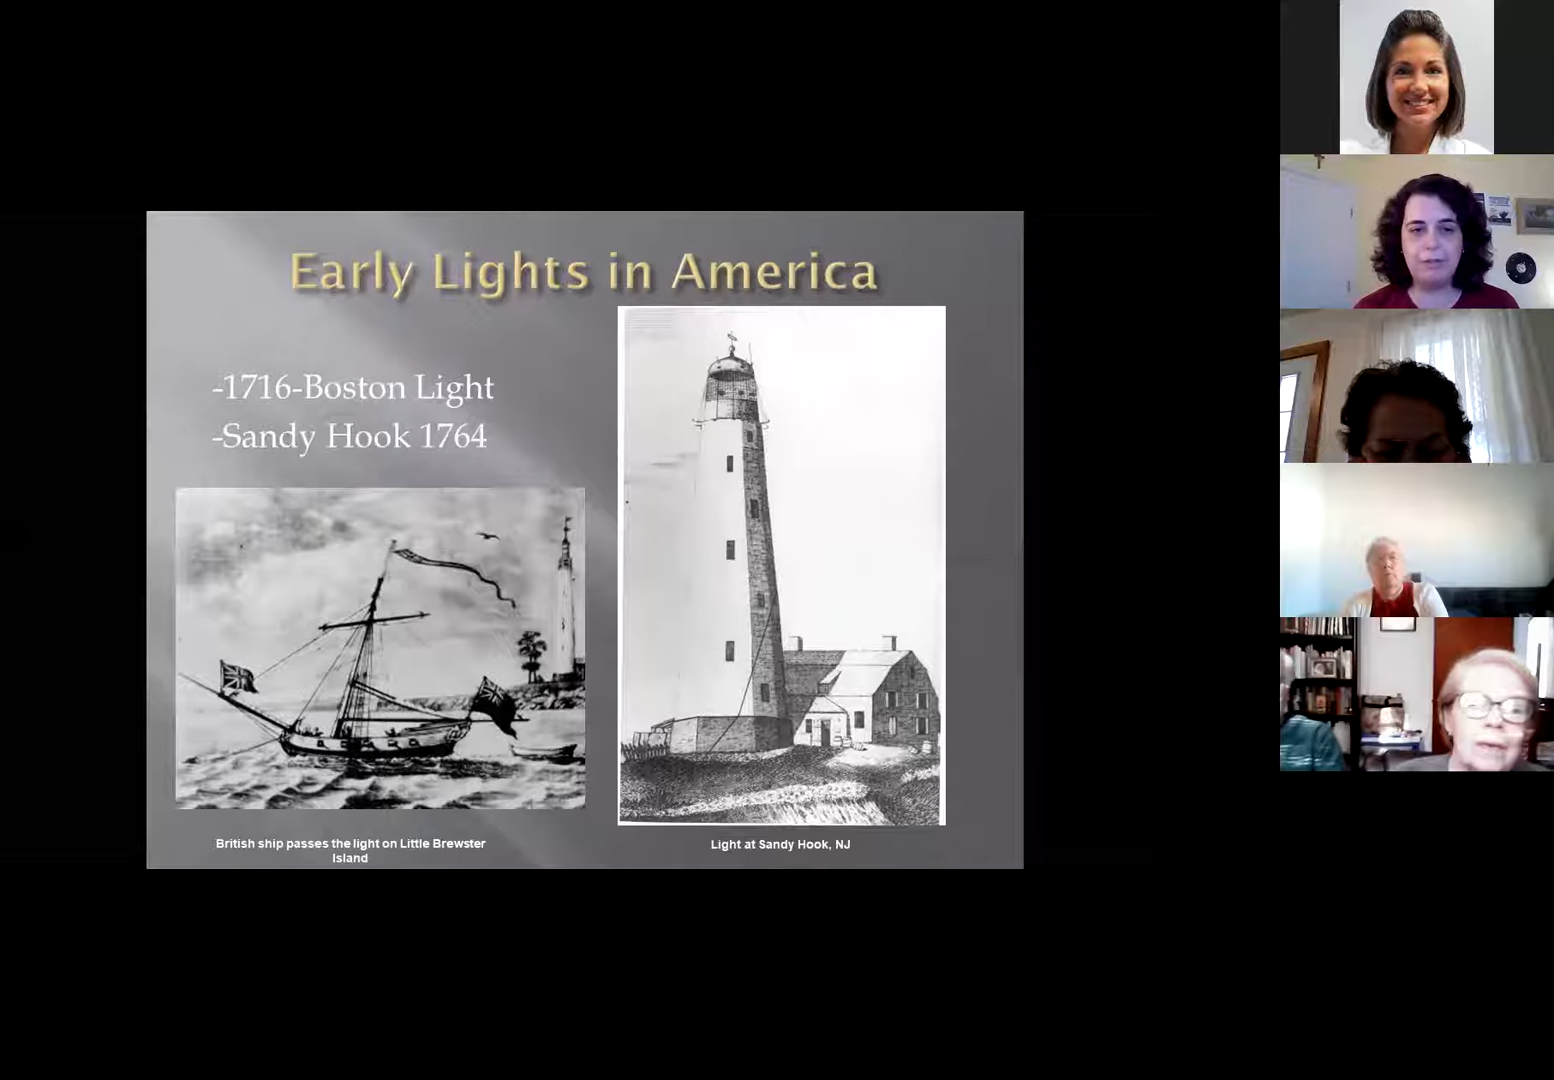 Early Lights in America
-1716-Boston Light
-Sandy Hook 1764
British ship passes the light on Little Brewster
Island
Light at Sandy Hook, NJ